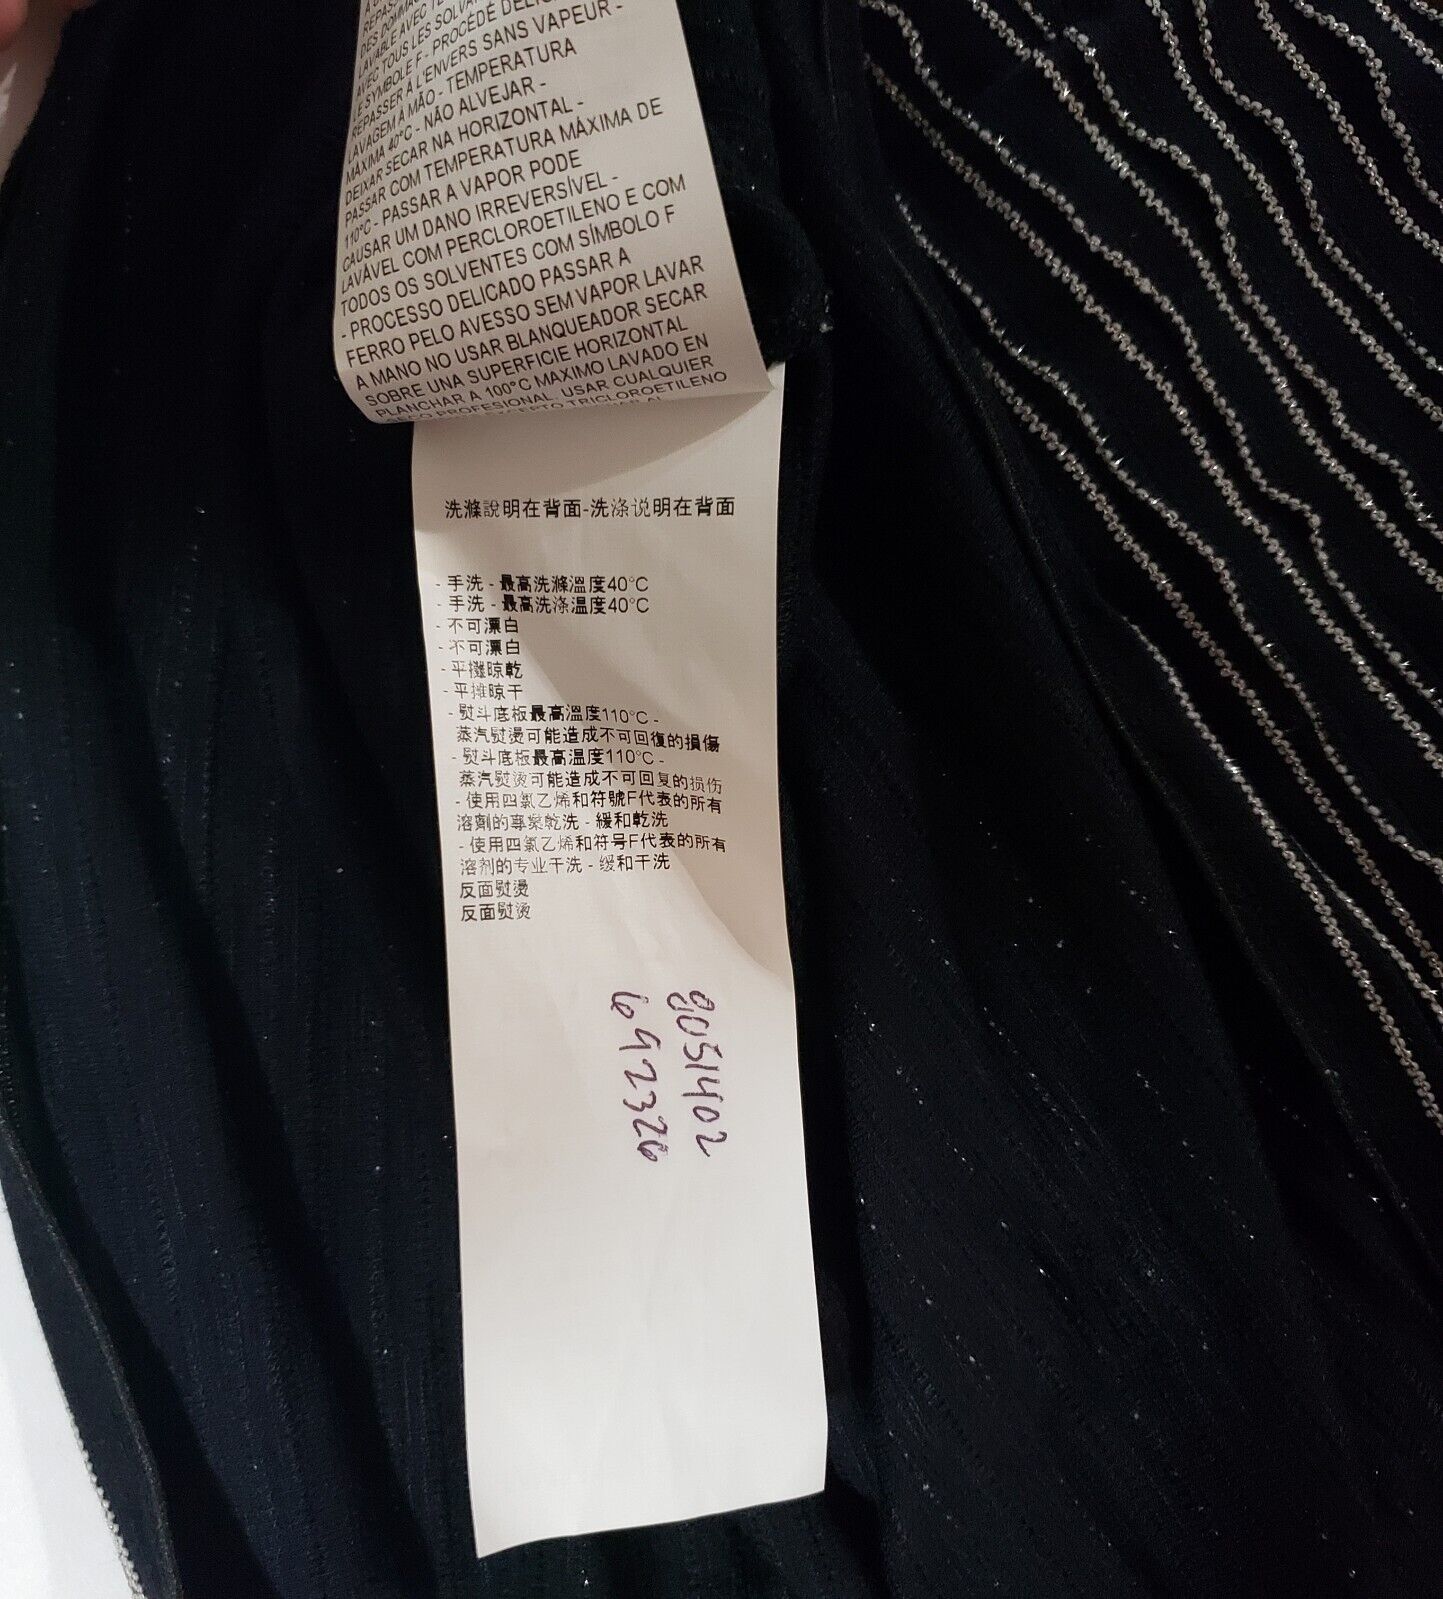 DES DOMMA
LAVABLE AVEC TE
AVEC TOUS LES SOLVA
LE SYMBOLE F - PROCÉDÉ DÉLIC
REPASSER À L'ENVERS SANS VAPEUR -
LAVAGEM À MÃO - TEMPERATURA
MÁXIMA 40°C - NÃO ALVEJAR -
DEIXAR SECAR NA HORIZONTAL -
PASSAR COM TEMPERATURA MÁXIMA DE
110°C - PASSAR A VAPOR PODE
CAUSAR UM DANO IRREVERSÍVEL -
LAVÁVEL COM PERCLOROETILENO E COM
TODOS OS SOLVENTES COM SÍMBOLO F
- PROCESSO DELICADO PASSAR A
FERRO PELO AVESSO SEM VAPOR LAVAR
A MANO NO USAR BLANQUEADOR SECAR
SOBRE UNA SUPERFICIE HORIZONTAL
PLANCHAR A 100°C MAXIMO LAVADO EN
PROFESIONAL. USAR CUALQUIER
TRICLOROETILENO
洗滌說明在背面-洗涤说明在背面
- 手洗 - 最高洗滌溫度40°C
- 手洗 - 最高洗涤温度40°C
- 不可漂白
- 不可漂白
- 平攤晾乾
- 平摊晾干
- 熨斗底板最高溫度110°C -
蒸汽熨燙可能造成不可回復的損傷
- 熨斗底板最高温度110°C -
蒸汽熨烫可能造成不可回复的损伤
- 使用四氯乙烯和符號F代表的所有
溶劑的專業乾洗 - 緩和乾洗
- 使用四氯乙烯和符号F代表的所有
溶剂的专业干洗 - 缓和干洗
反面熨燙
反面熨烫
8051402
692326